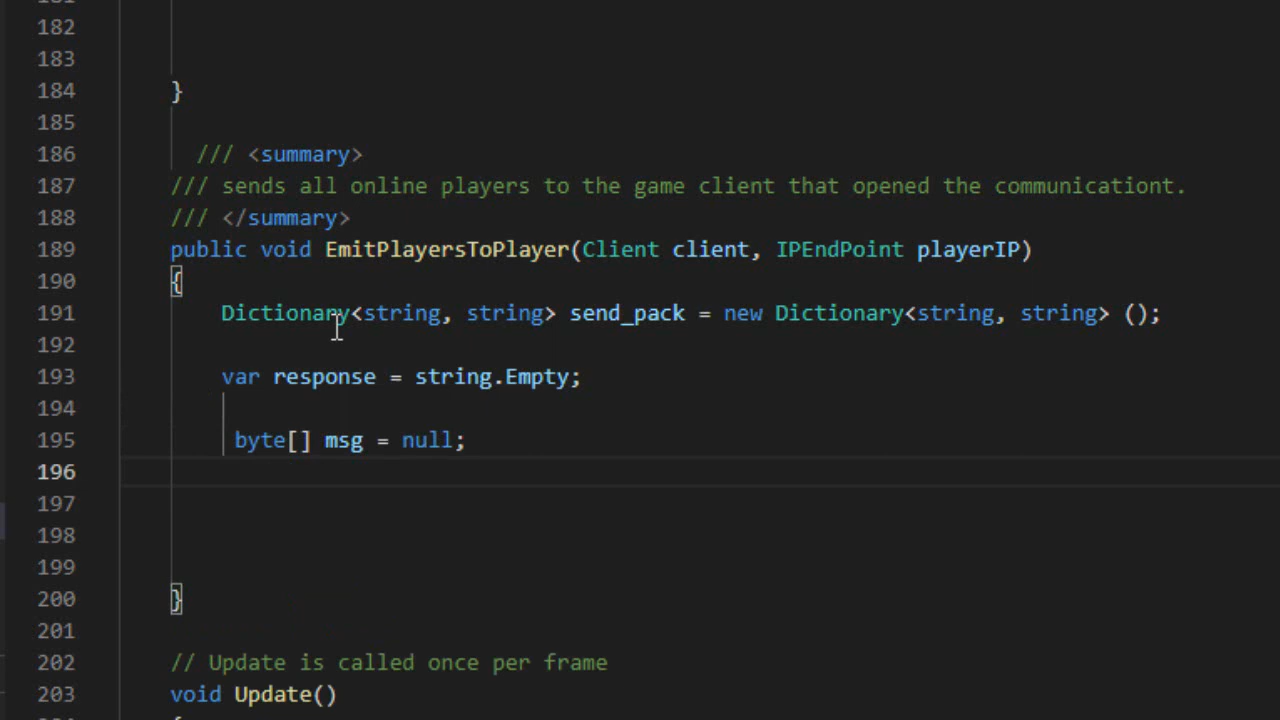 181
182
183
184 }
185
186 /// <summary>
187 /// sends all online players to the game client that opened the communicationt.
188 /// </summary>
189 public void EmitPlayersToPlayer(Client client, IPEndPoint playerIP)
190 {
191 Dictionary<string, string> send_pack = new Dictionary<string, string> ();
192
193 var response = string.Empty;
194
195 byte[] msg = null;
196
197
198
199
200 }
201
202 // Update is called once per frame
203 void Update()
{